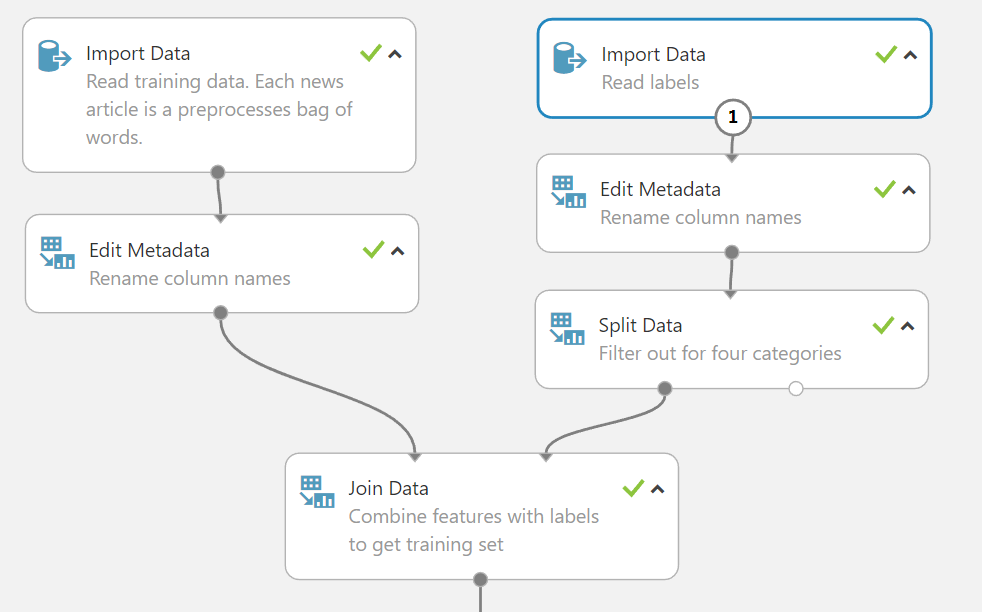 Import Data
Read training data. Each news
article is a preprocesses bag of
words.
Import Data
Read labels
1
Edit Metadata
Rename column names
Edit Metadata
Rename column names
Split Data
Filter out for four categories
Join Data
Combine features with labels
to get training set